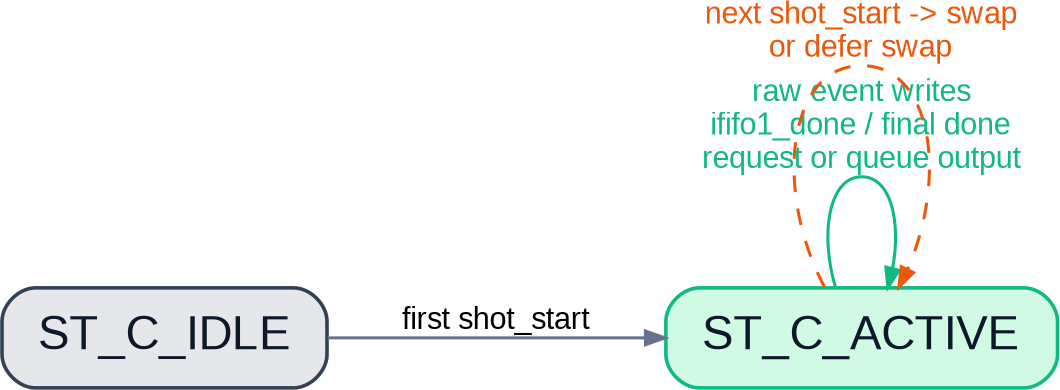 next shot_start -> swap
or defer swap
raw event writes
ififo1_done / final done
request or queue output
first shot_start
ST_C_IDLE
ST_C_ACTIVE